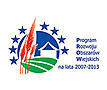 Program
Rozwoju
Obszarów
Wiejskich
na lata 2007-2013